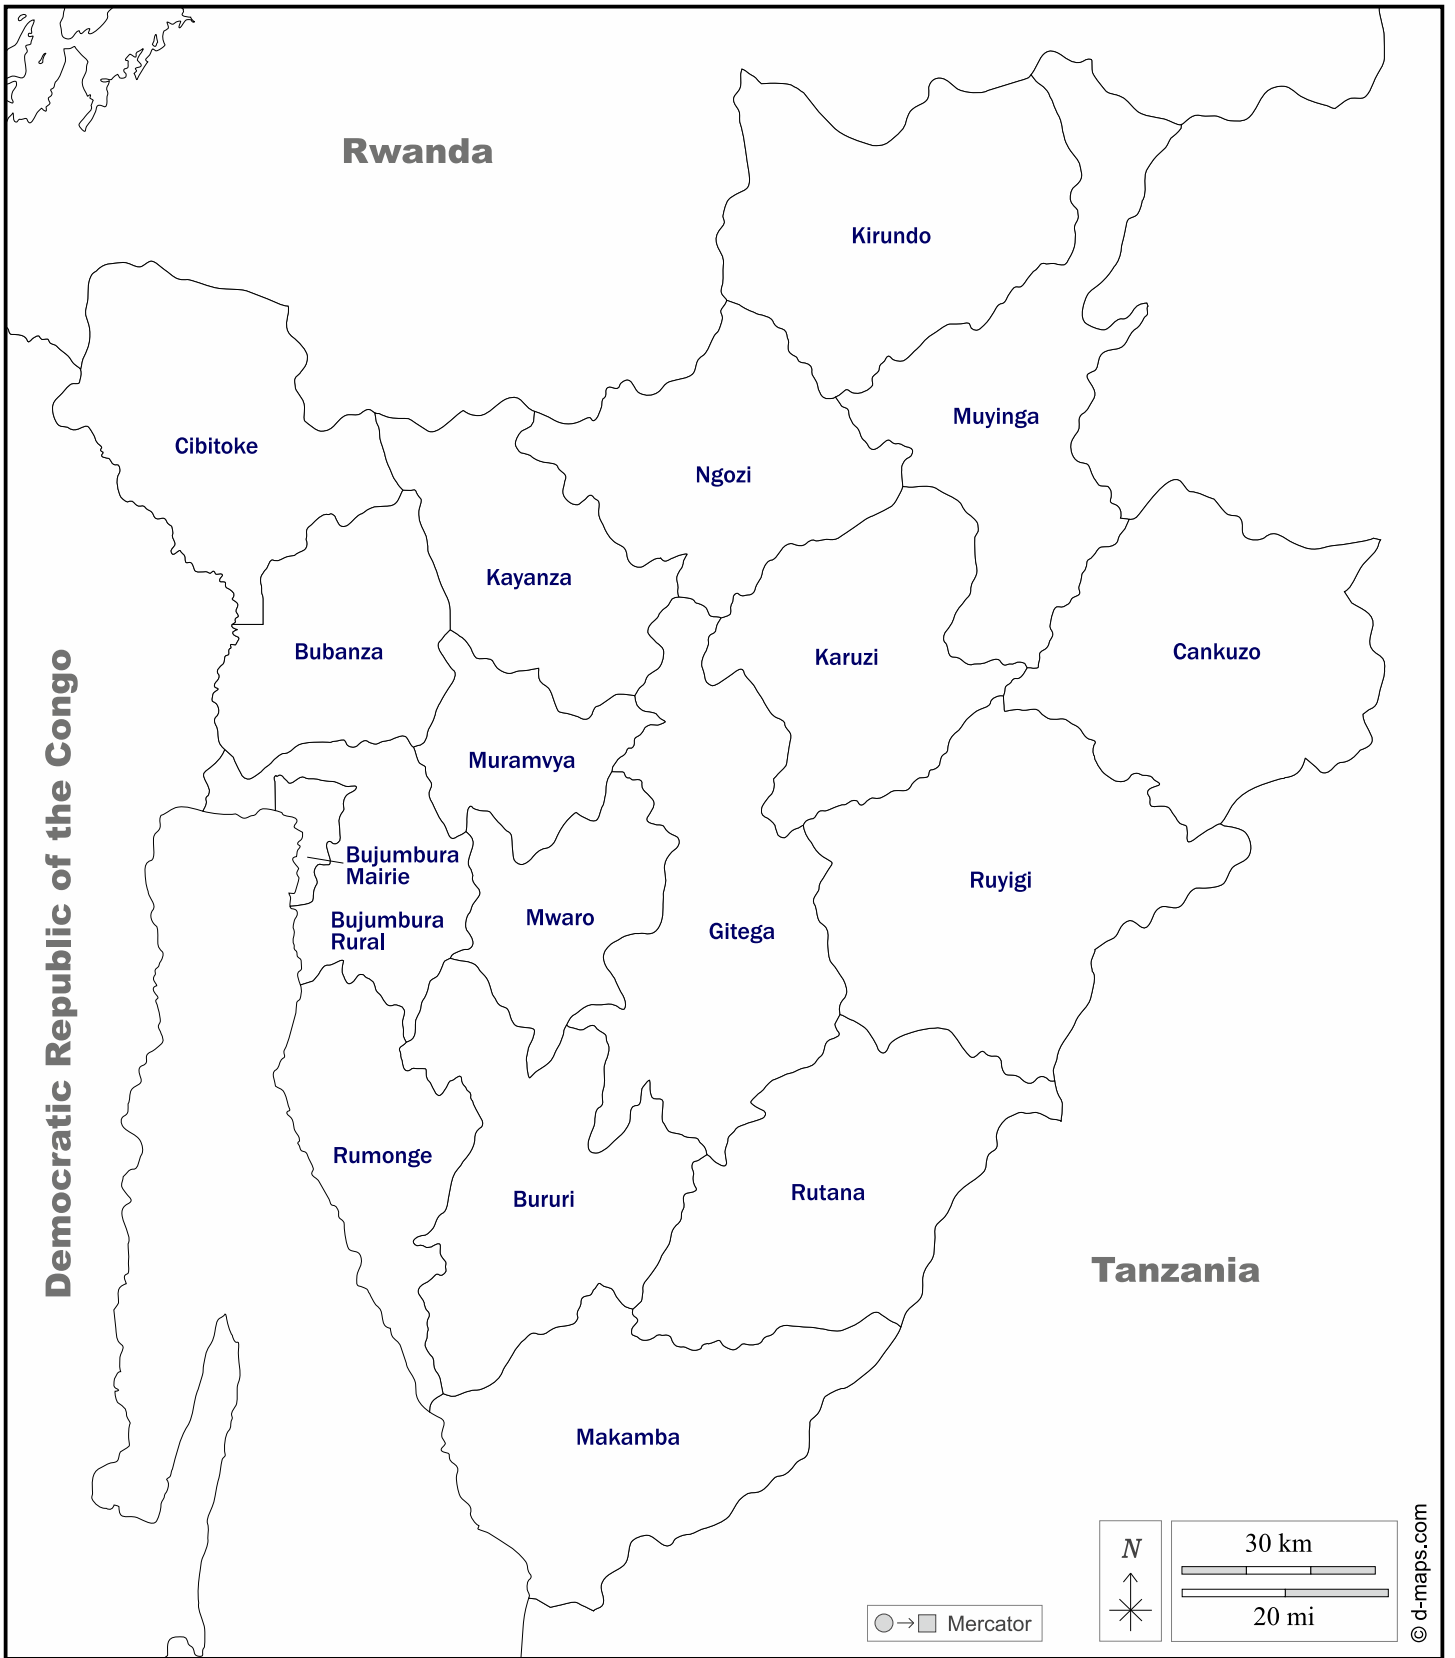 Rwanda
Kirundo
Muyinga
Cibitoke
Ngozi
Kayanza
Bubanza
Karuzi
Cankuzo
Democratic Republic of the Congo
Muramvya
Bujumbura
Mairie
Ruyigi
Mwaro
Bujumbura
Rural
Gitega
Rumonge
Bururi
Rutana
Tanzania
Makamba
N
30 km
20 mi
Mercator
© d-maps.com